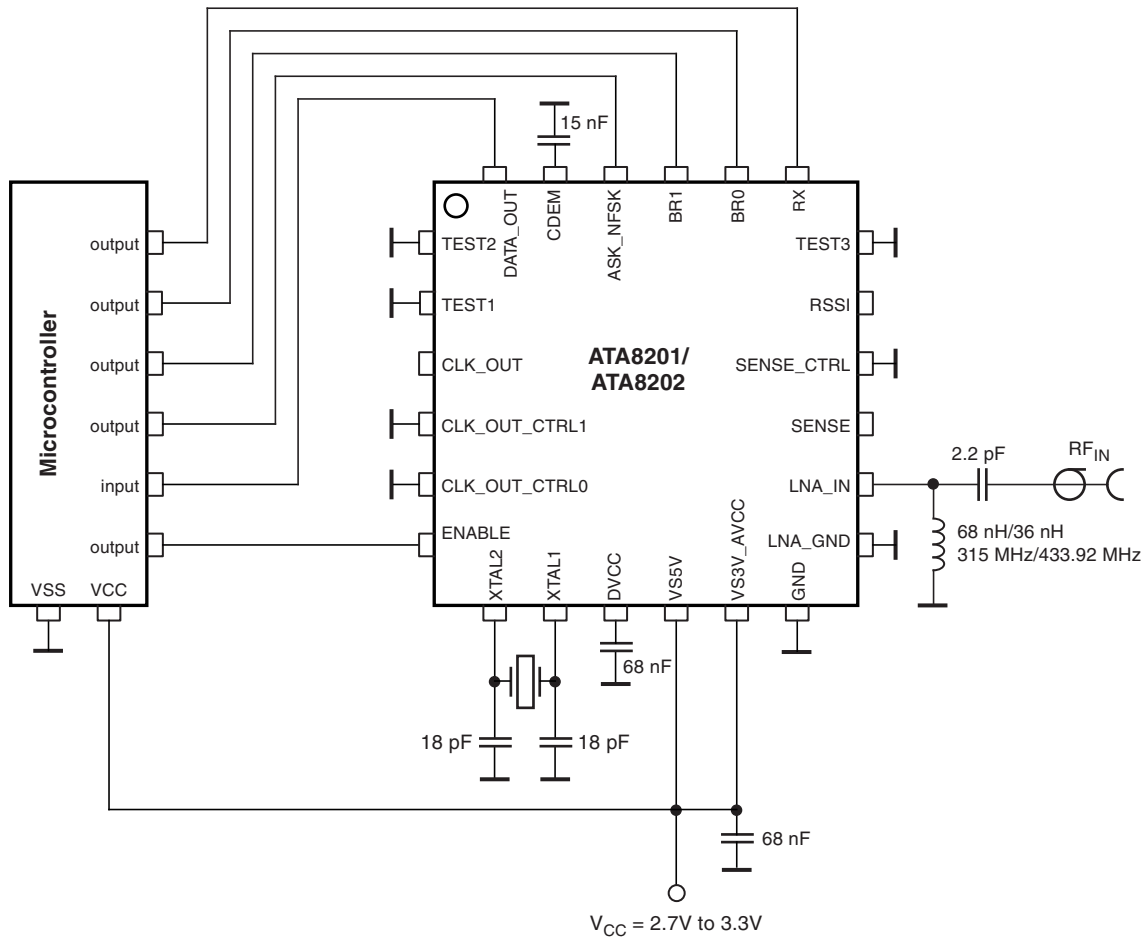 15 nF
Microcontroller
output
output
output
output
input
output
VSS
VCC
DATA_OUT
CDEM
ASK_NFSK
BR1
BR0
RX
TEST2
TEST1
CLK_OUT
CLK_OUT_CTRL1
CLK_OUT_CTRL0
ENABLE
ATA8201/
ATA8202
TEST3
RSSI
SENSE_CTRL
SENSE
LNA_IN
LNA_GND
XTAL2
XTAL1
DVCC
VS5V
VS3V_AVCC
GND
2.2 pF
RFIN
68 nH/36 nH
315 MHz/433.92 MHz
68 nF
18 pF
18 pF
68 nF
VCC = 2.7V to 3.3V